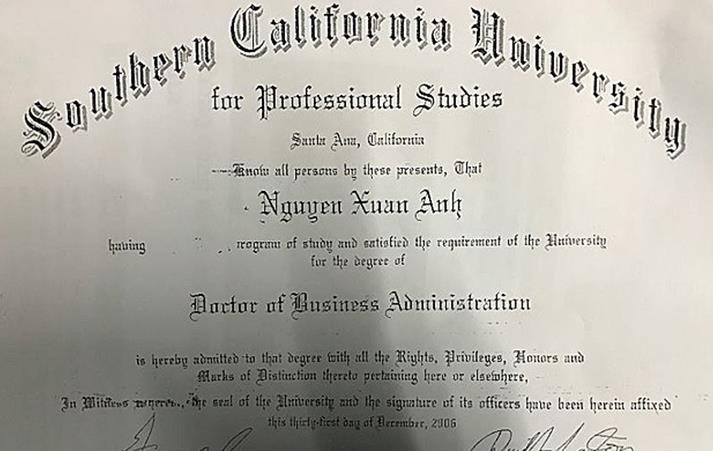 Southern California University
for Professional Studies
Santa Ana, California
Know all persons by these presents, That
Nguyen Xuan Anh
having program of study and satisfied the requirement of the University
for the degree of
Doctor of Business Administration
is hereby admitted to that degree with all the Rights, Privileges, Honors and
Marks of Distinction thereto pertaining here or elsewhere,
In Witness whereof, the seal of the University and the signature of its officers have been herein affixed
this thirty-first day of December, 2006